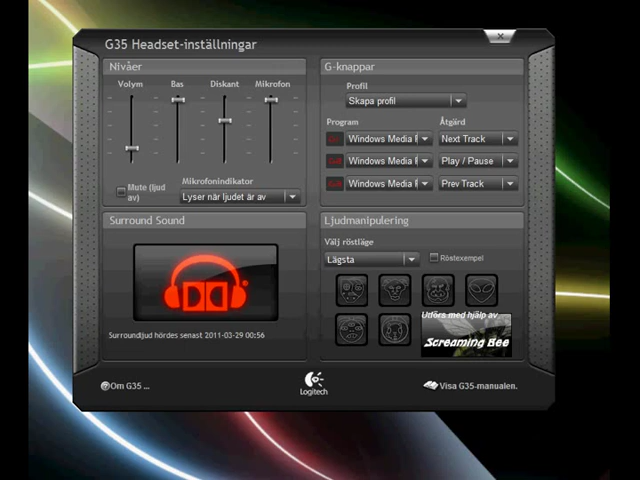 G35 Headset-inställningar
Nivåer
Volym Bas Diskant Mikrofon
Mute (ljud av)
Mikrofonindikator
Lyser när ljudet är av
G-knappar
Profil
Skapa profil
Program Åtgärd
Windows Media Next Track
Windows Media Play / Pause
Windows Media Prev Track
Surround Sound
Surroundljud hördes senast 2011-03-29 00:56
Ljudmanipulering
Välj röstläge
Lägsta Röstexempel
Utförs med hjälp av
Screaming Bee
Om G35 ...
Logitech
Visa G35-manualen.